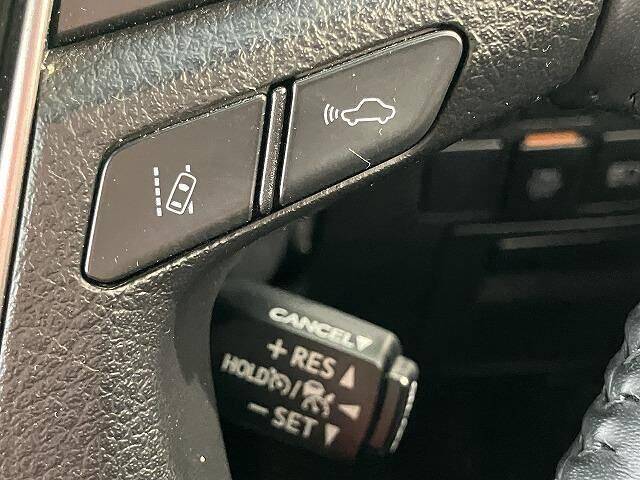 CANCEL▼
+ RES▲
HOLD /
- SET▼